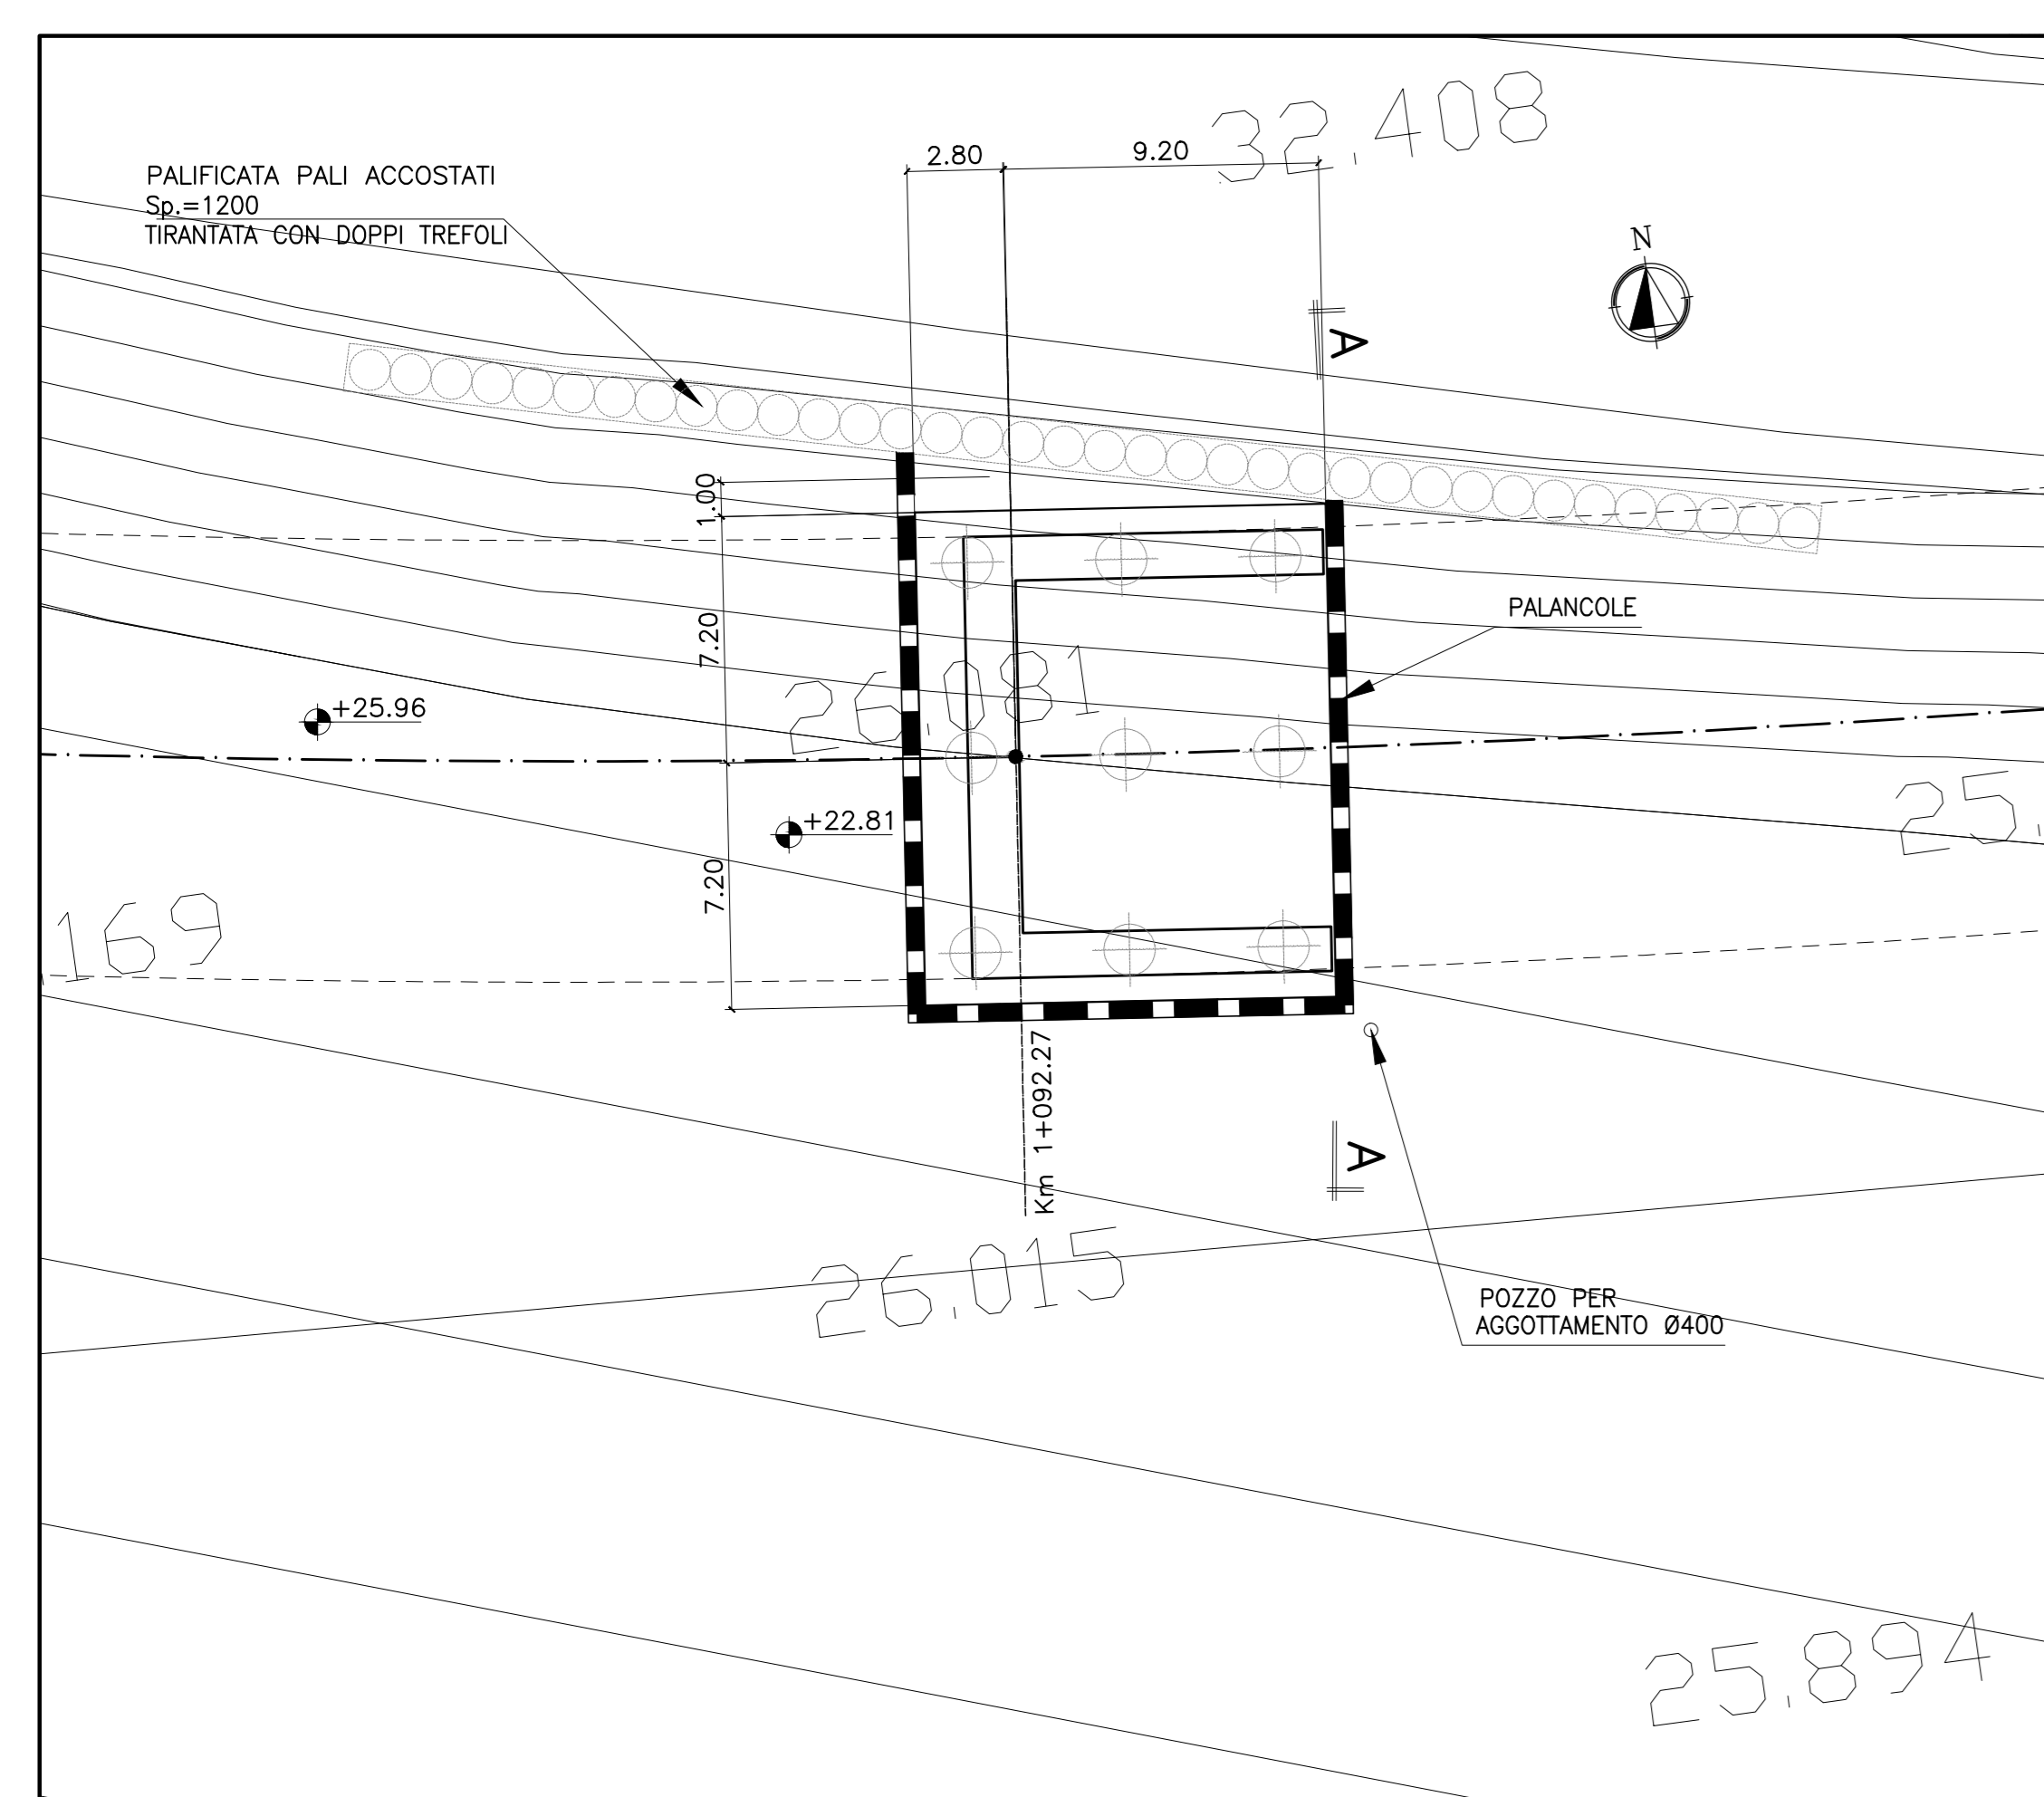 32,408
2.80
9.20
PALIFICATA PALI ACCOSTATI
Sp.=1200
TIRANTATA CON DOPPI TREFOLI
N
A
1.00
7.20
PALANCOLE
26,081
+25.96
+22.81
25,
7.20
169
Km 1+092.27
A
26,015
POZZO PER
AGGOTTAMENTO Ø400
25,894